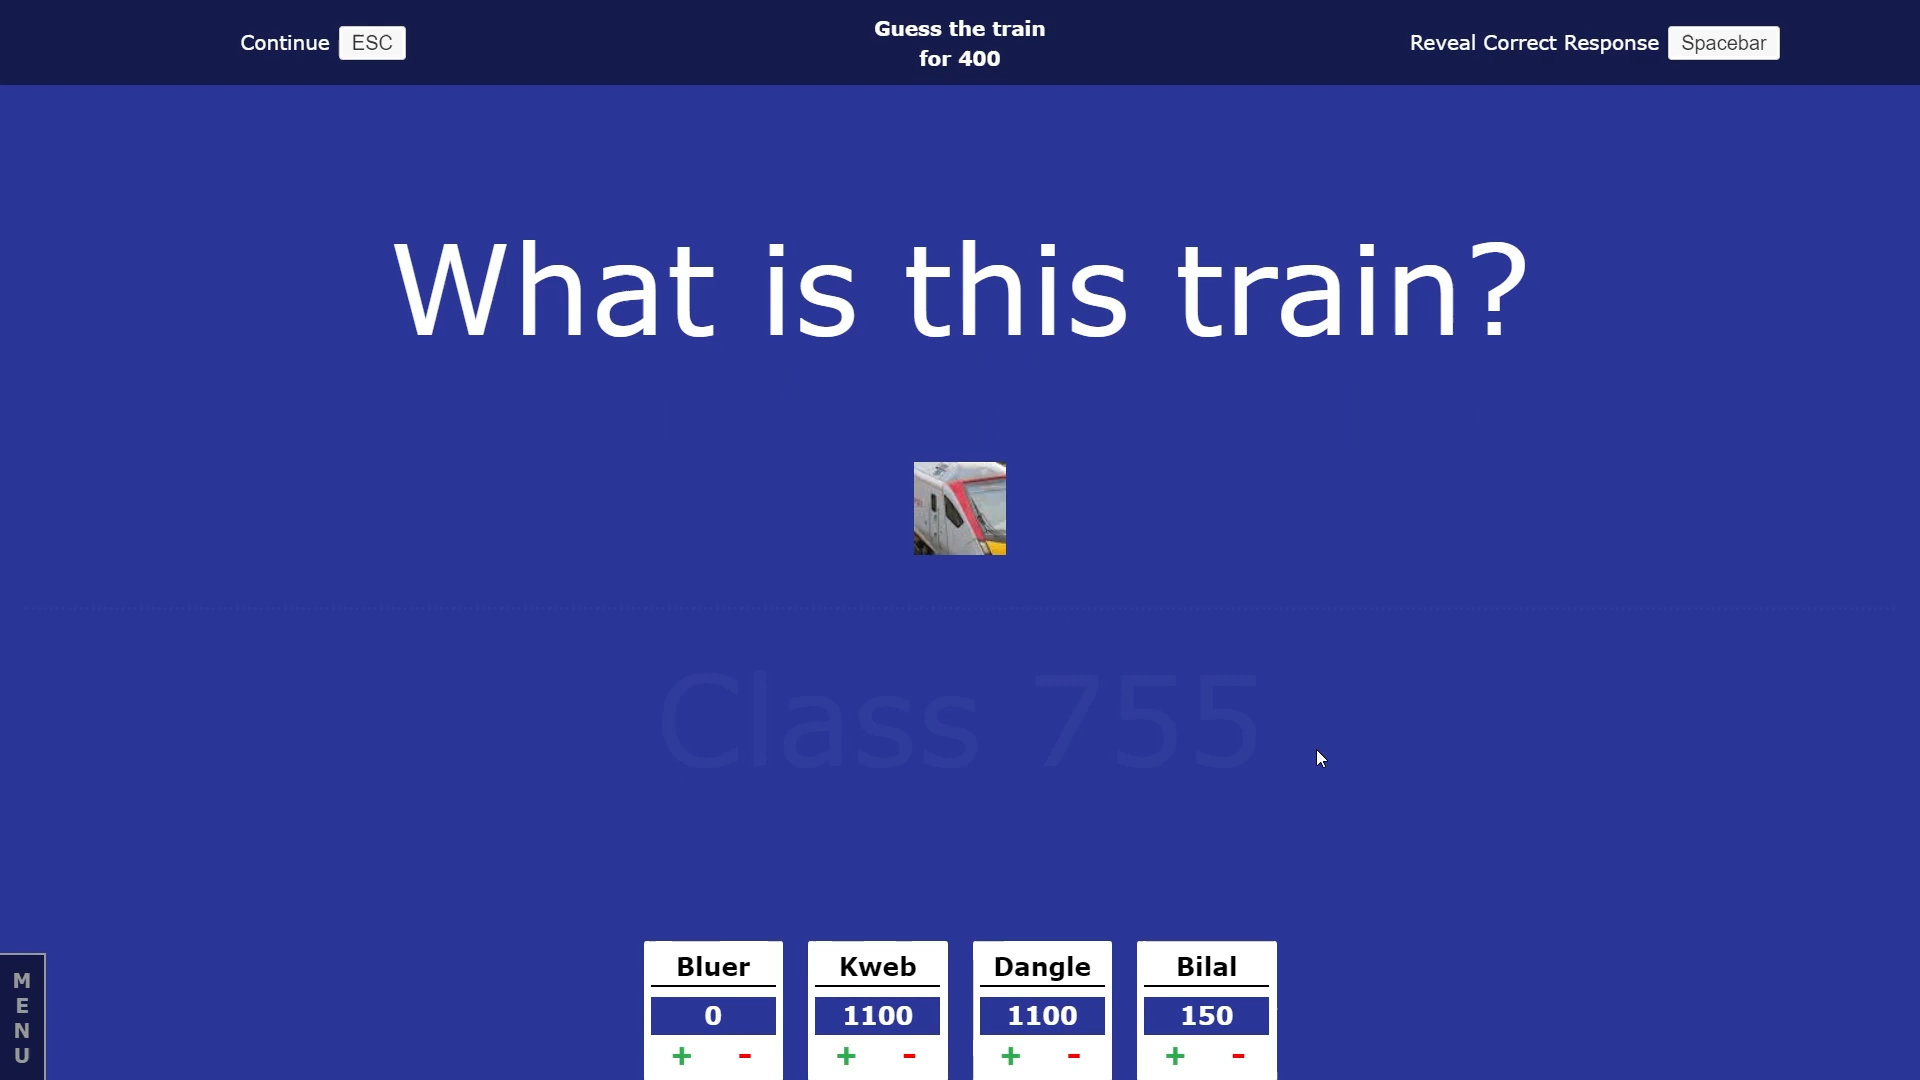 Continue ESC
Guess the train
for 400
Reveal Correct Response Spacebar
What is this train?
Class 755
Bluer
0
+ -
Kweb
1100
+ -
Dangle
1100
+ -
Bilal
150
+ -
MENU